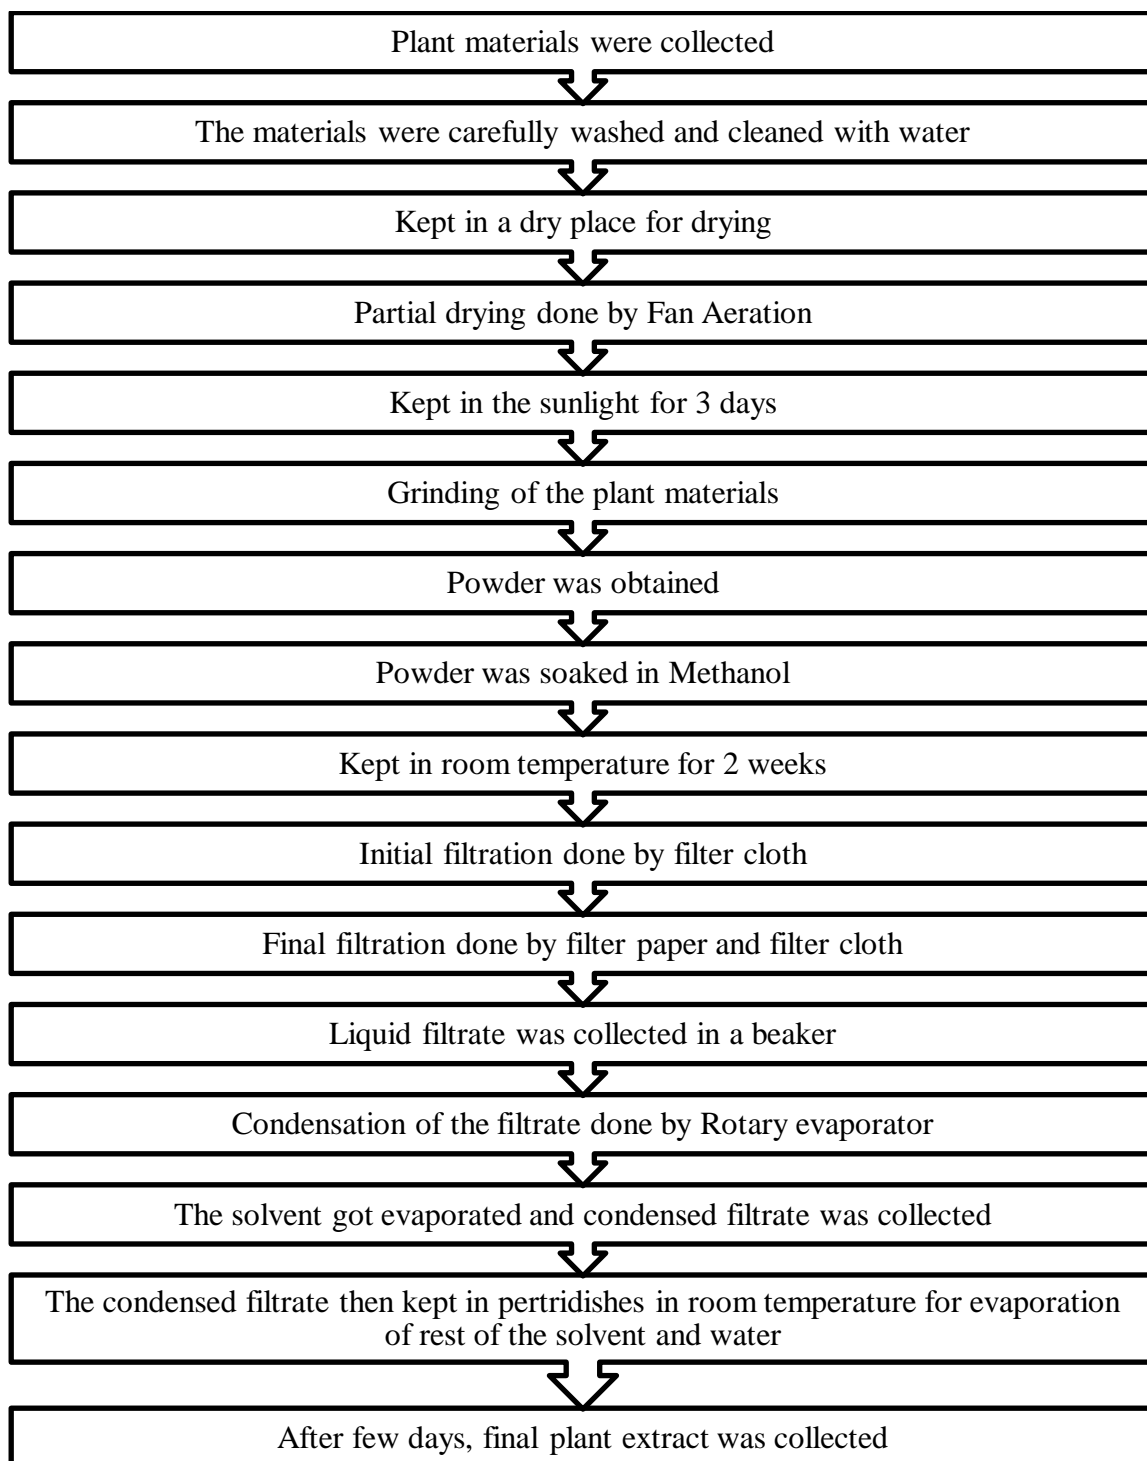 Plant materials were collected
The materials were carefully washed and cleaned with water
Kept in a dry place for drying
Partial drying done by Fan Aeration
Kept in the sunlight for 3 days
Grinding of the plant materials
Powder was obtained
Powder was soaked in Methanol
Kept in room temperature for 2 weeks
Initial filtration done by filter cloth
Final filtration done by filter paper and filter cloth
Liquid filtrate was collected in a beaker
Condensation of the filtrate done by Rotary evaporator
The solvent got evaporated and condensed filtrate was collected
The condensed filtrate then kept in pertridishes in room temperature for evaporation
of rest of the solvent and water
After few days, final plant extract was collected